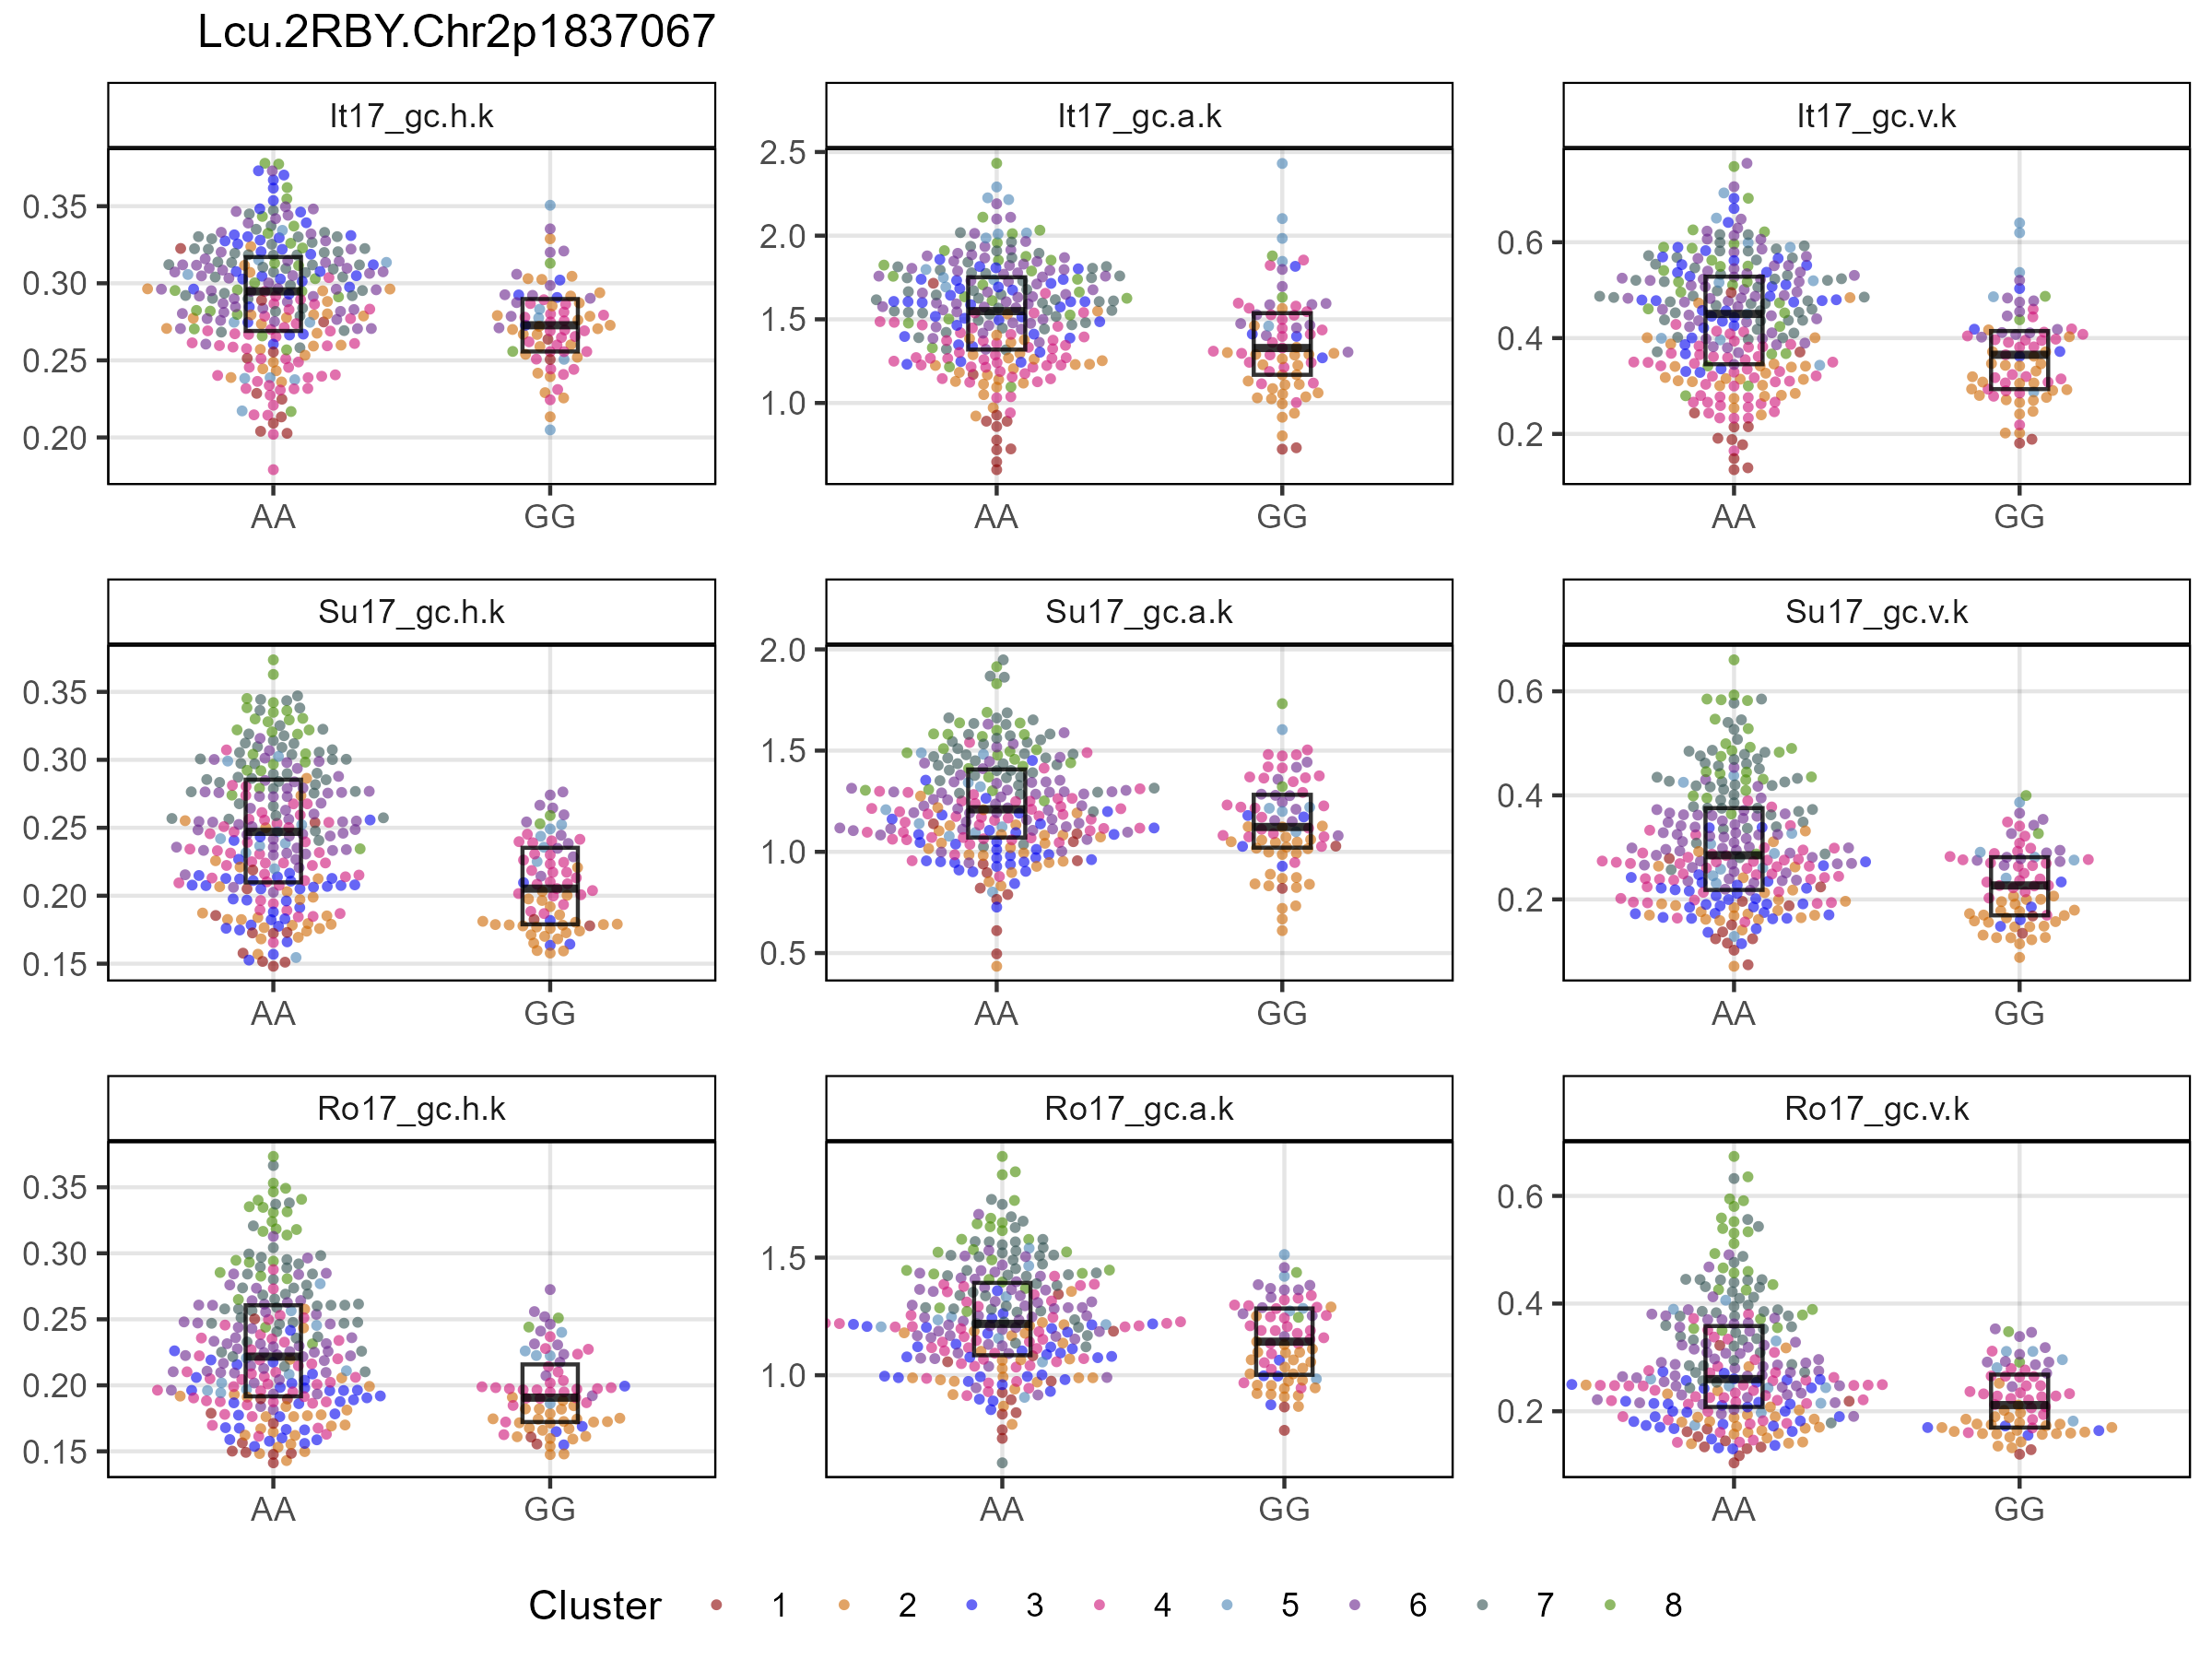 Lcu.2RBY.Chr2p1837067
It17_gc.h.k
It17_gc.a.k
It17_gc.v.k
0.35
0.30
0.25
0.20
2.5
2.0
1.5
1.0
0.6
0.4
0.2
AA
GG
AA
GG
AA
GG
Su17_gc.h.k
Su17_gc.a.k
Su17_gc.v.k
0.35
0.30
0.25
0.20
0.15
2.0
1.5
1.0
0.5
0.6
0.4
0.2
AA
GG
AA
GG
AA
GG
Ro17_gc.h.k
Ro17_gc.a.k
Ro17_gc.v.k
0.35
0.30
0.25
0.20
0.15
1.5
1.0
0.6
0.4
0.2
AA
GG
AA
GG
AA
GG
Cluster 1 2 3 4 5 6 7 8